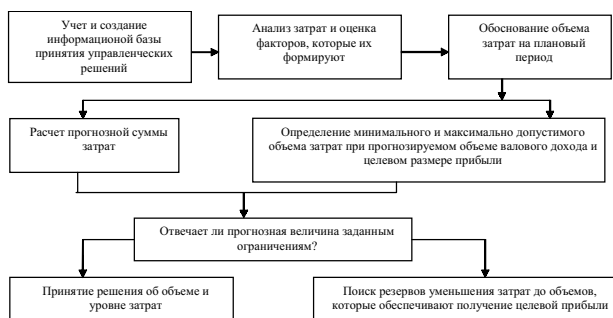 Учет и создание
информационой базы
принятия управленческих
решений
Анализ затрат и оценка
факторов, которые их
формируют
Обоснование объема
затрат на плановый
период
Расчет прогнозной суммы
затрат
Определение минимального и максимально допустимого
объема затрат при прогнозируемом объеме валового дохода и
целевом размере прибыли
Отвечает ли прогнозная величина заданным
ограничениям?
Принятие решения об объеме и
уровне затрат
Поиск резервов уменьшения затрат до объемов,
которые обеспечивают получение целевой прибыли